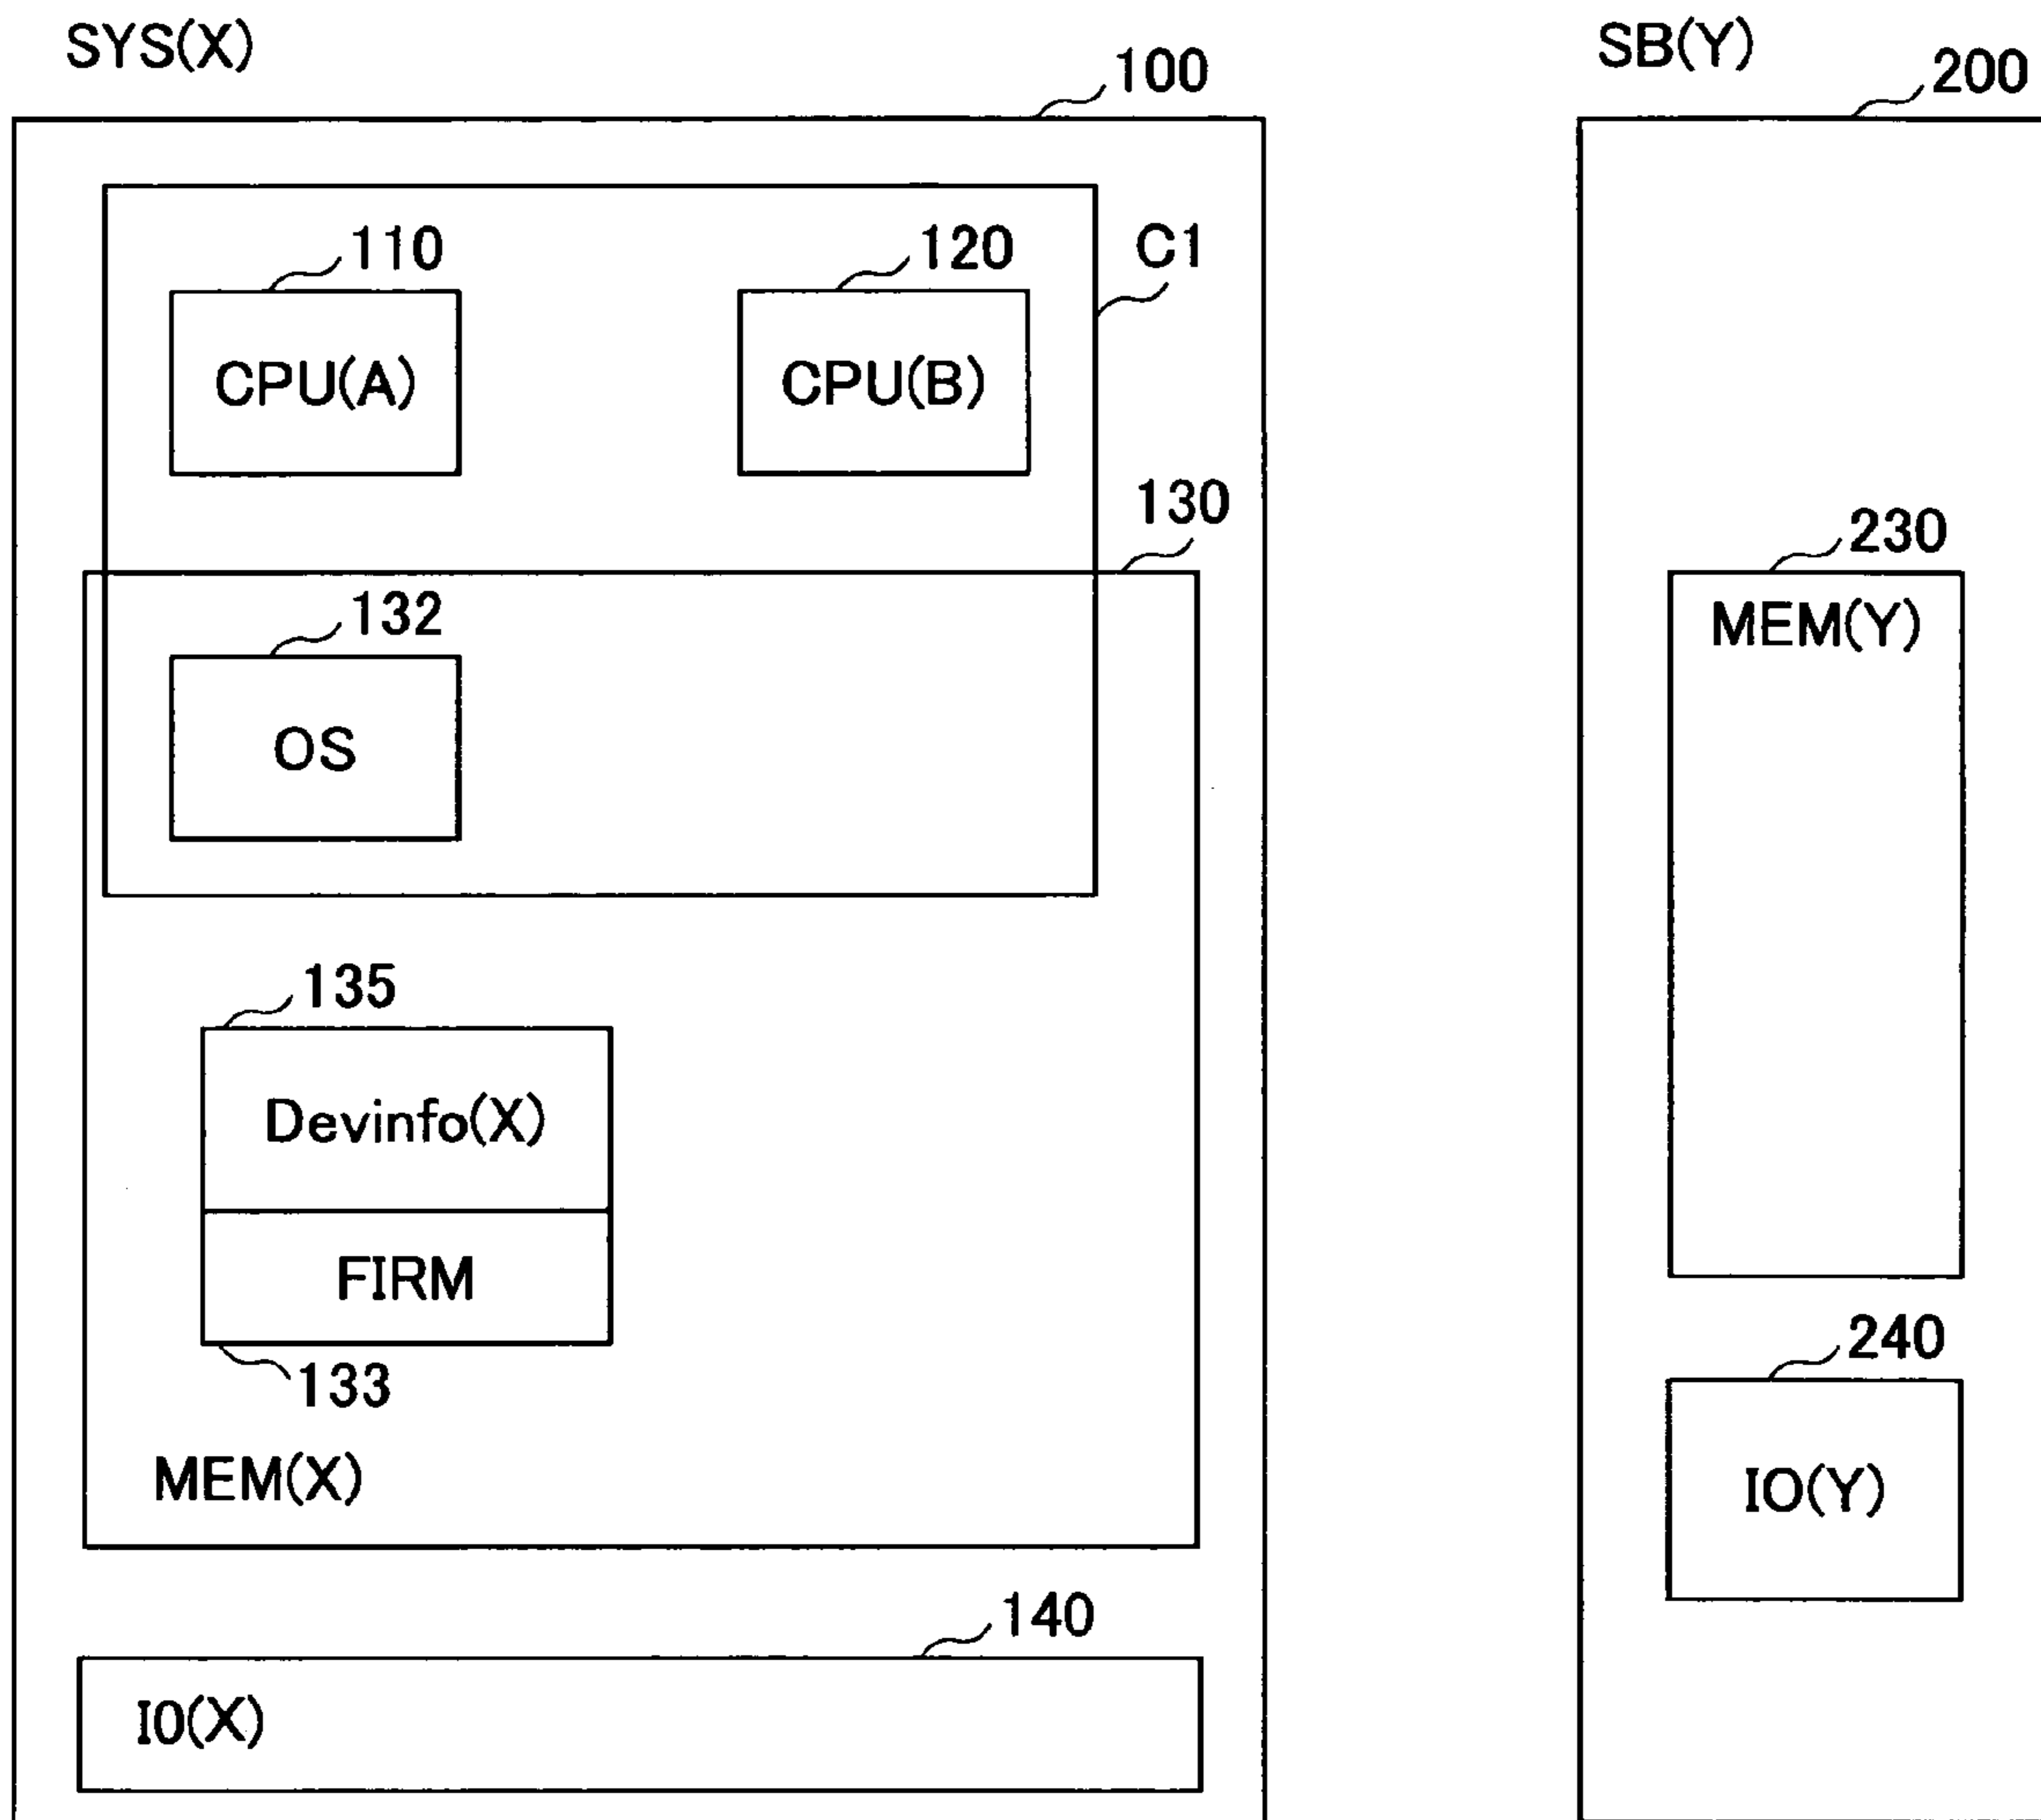 SYS(X)
100
C1
110
120
CPU(A)
CPU(B)
130
132
OS
135
Devinfo(X)
FIRM
133
MEM(X)
140
IO(X)
SB(Y)
200
230
MEM(Y)
240
IO(Y)